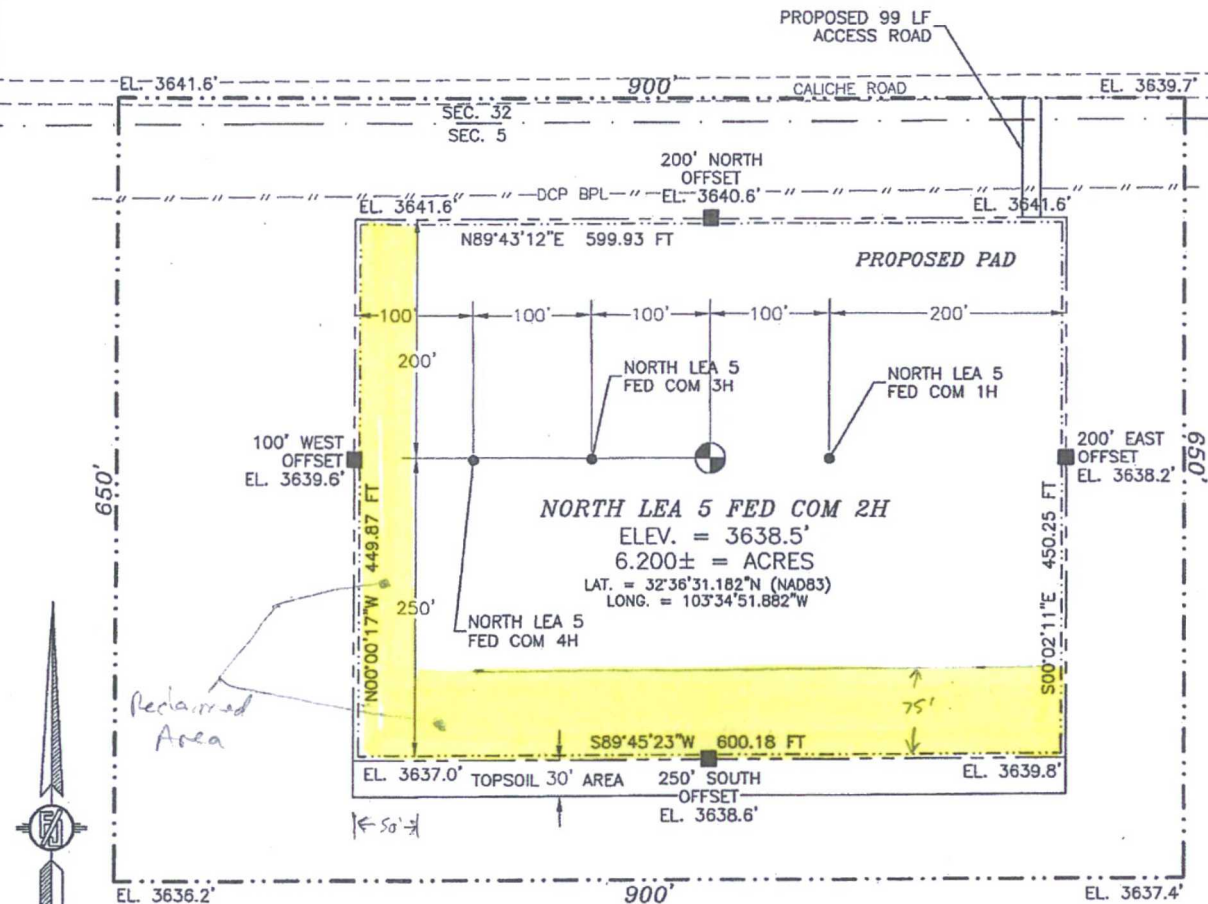 PROPOSED 99 LF
ACCESS ROAD
EL. 3641.6'
900'
CALICHE ROAD
EL. 3639.7'
SEC. 32
SEC. 5
200' NORTH
OFFSET
EL. 3640.6'
DCP BPL
EL. 3641.6'
EL. 3641.6'
N89°43'12"E 599.93 FT
PROPOSED PAD
100'
100'
100'
100'
200'
200'
NORTH LEA 5
FED COM 3H
NORTH LEA 5
FED COM 1H
100' WEST
OFFSET
EL. 3639.6'
200' EAST
OFFSET
EL. 3638.2'
650'
650'
N00°00'17"W 449.87 FT
S00°02'11"E 450.25 FT
NORTH LEA 5 FED COM 2H
ELEV. = 3638.5'
6.200± = ACRES
LAT. = 32°36'31.182"N (NAD83)
LONG. = 103°34'51.882"W
250'
NORTH LEA 5
FED COM 4H
Reclaimed
Area
75'
S89°45'23"W 600.18 FT
EL. 3637.0'
TOPSOIL 30' AREA
250' SOUTH
OFFSET
EL. 3638.6'
EL. 3639.8'
50'
EL. 3636.2'
900'
EL. 3637.4'